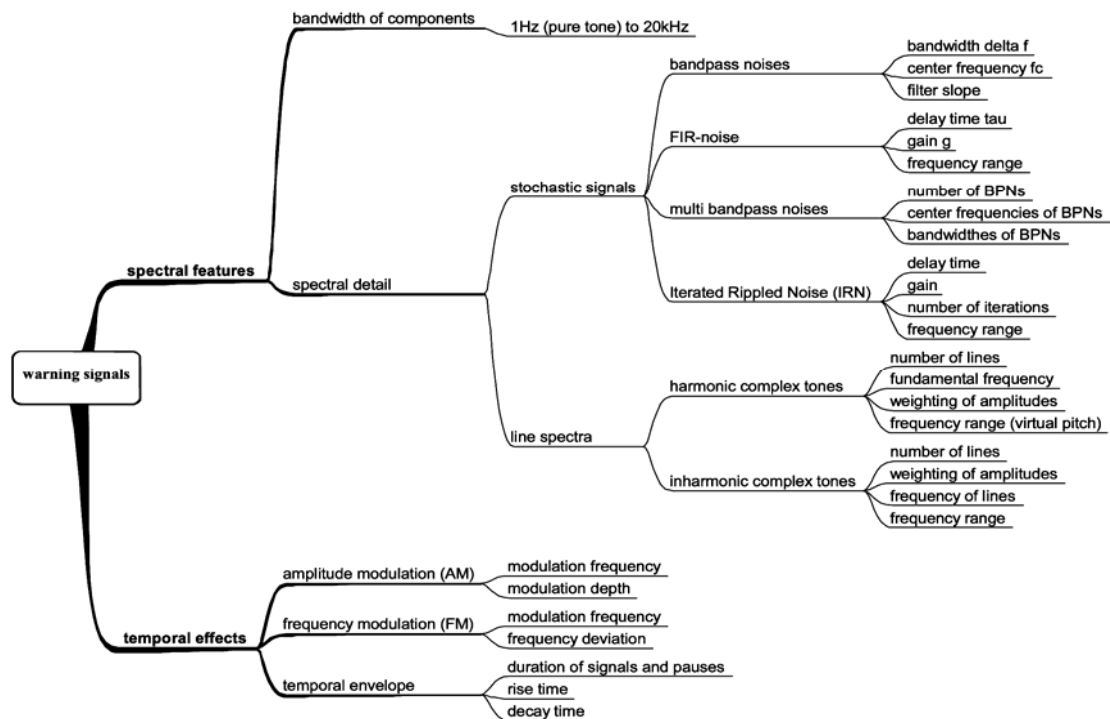 warning signals
spectral features
bandwidth of components
1Hz (pure tone) to 20kHz
spectral detail
stochastic signals
bandpass noises
bandwidth delta f
center frequency fc
filter slope
FIR-noise
delay time tau
gain g
frequency range
multi bandpass noises
number of BPNs
center frequencies of BPNs
bandwidthes of BPNs
Iterated Rippled Noise (IRN)
delay time
gain
number of iterations
frequency range
line spectra
harmonic complex tones
number of lines
fundamental frequency
weighting of amplitudes
frequency range (virtual pitch)
inharmonic complex tones
number of lines
weighting of amplitudes
frequency of lines
frequency range
temporal effects
amplitude modulation (AM)
modulation frequency
modulation depth
frequency modulation (FM)
modulation frequency
frequency deviation
temporal envelope
duration of signals and pauses
rise time
decay time